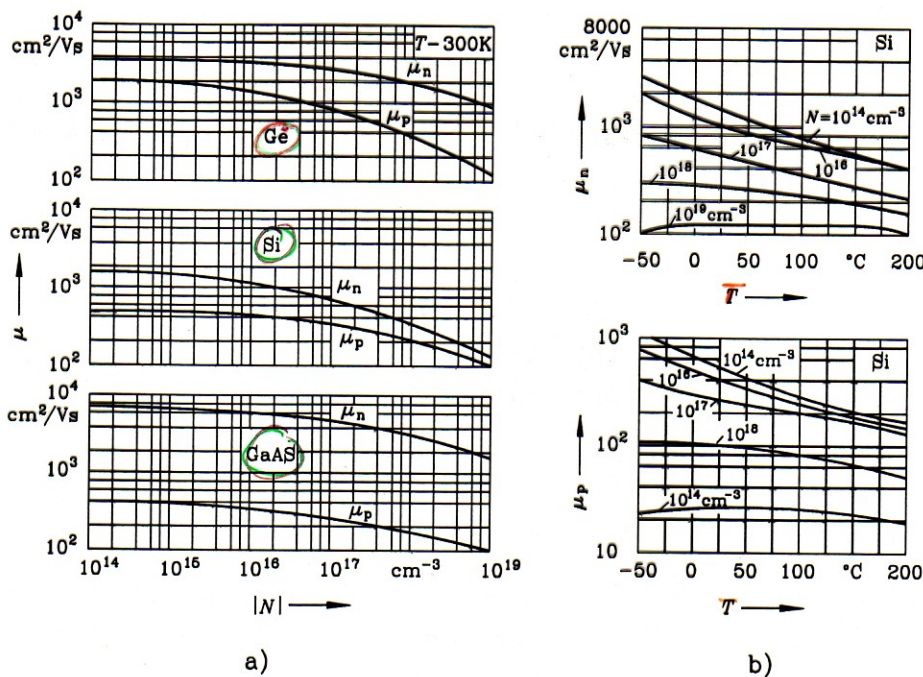 10⁴
cm²/Vs
T-300K
μₙ
10³
μₚ
Ge
10²
10⁴
cm²/Vs
Si
μ
10³
μₙ
μₚ
10²
10⁴
cm²/Vs
μₙ
GaAS
10³
μₚ
10²
10¹⁴ 10¹⁵ 10¹⁶ 10¹⁷ cm⁻³ 10¹⁹
|N|
a)
8000
cm²/Vs
Si
N=10¹⁴cm⁻³
10³
μₙ
10¹⁷
10¹⁶
10¹⁸
10¹⁹cm⁻³
10²
-50 0 50 100 °C 200
T
10³
10¹⁴cm⁻³
Si
10¹⁶
10¹⁷
10¹⁸
10²
μₚ
10¹⁴cm⁻³
10
-50 0 50 100 °C 200
T
b)